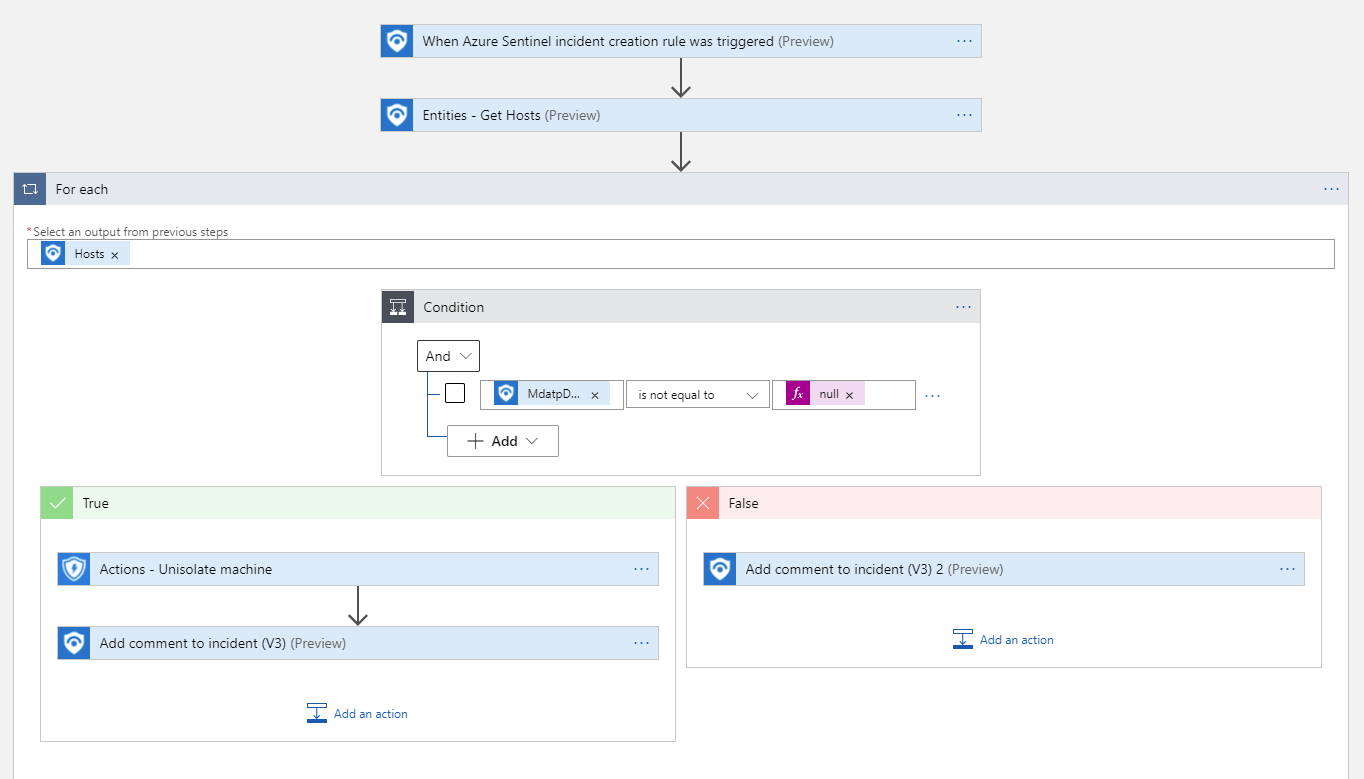 When Azure Sentinel incident creation rule was triggered (Preview)
Entities - Get Hosts (Preview)
For each
*Select an output from previous steps
Hosts
Condition
And
MdatpD... is not equal to fx null
Add
True
False
Actions - Unisolate machine
Add comment to incident (V3) 2 (Preview)
Add comment to incident (V3) (Preview)
Add an action
Add an action